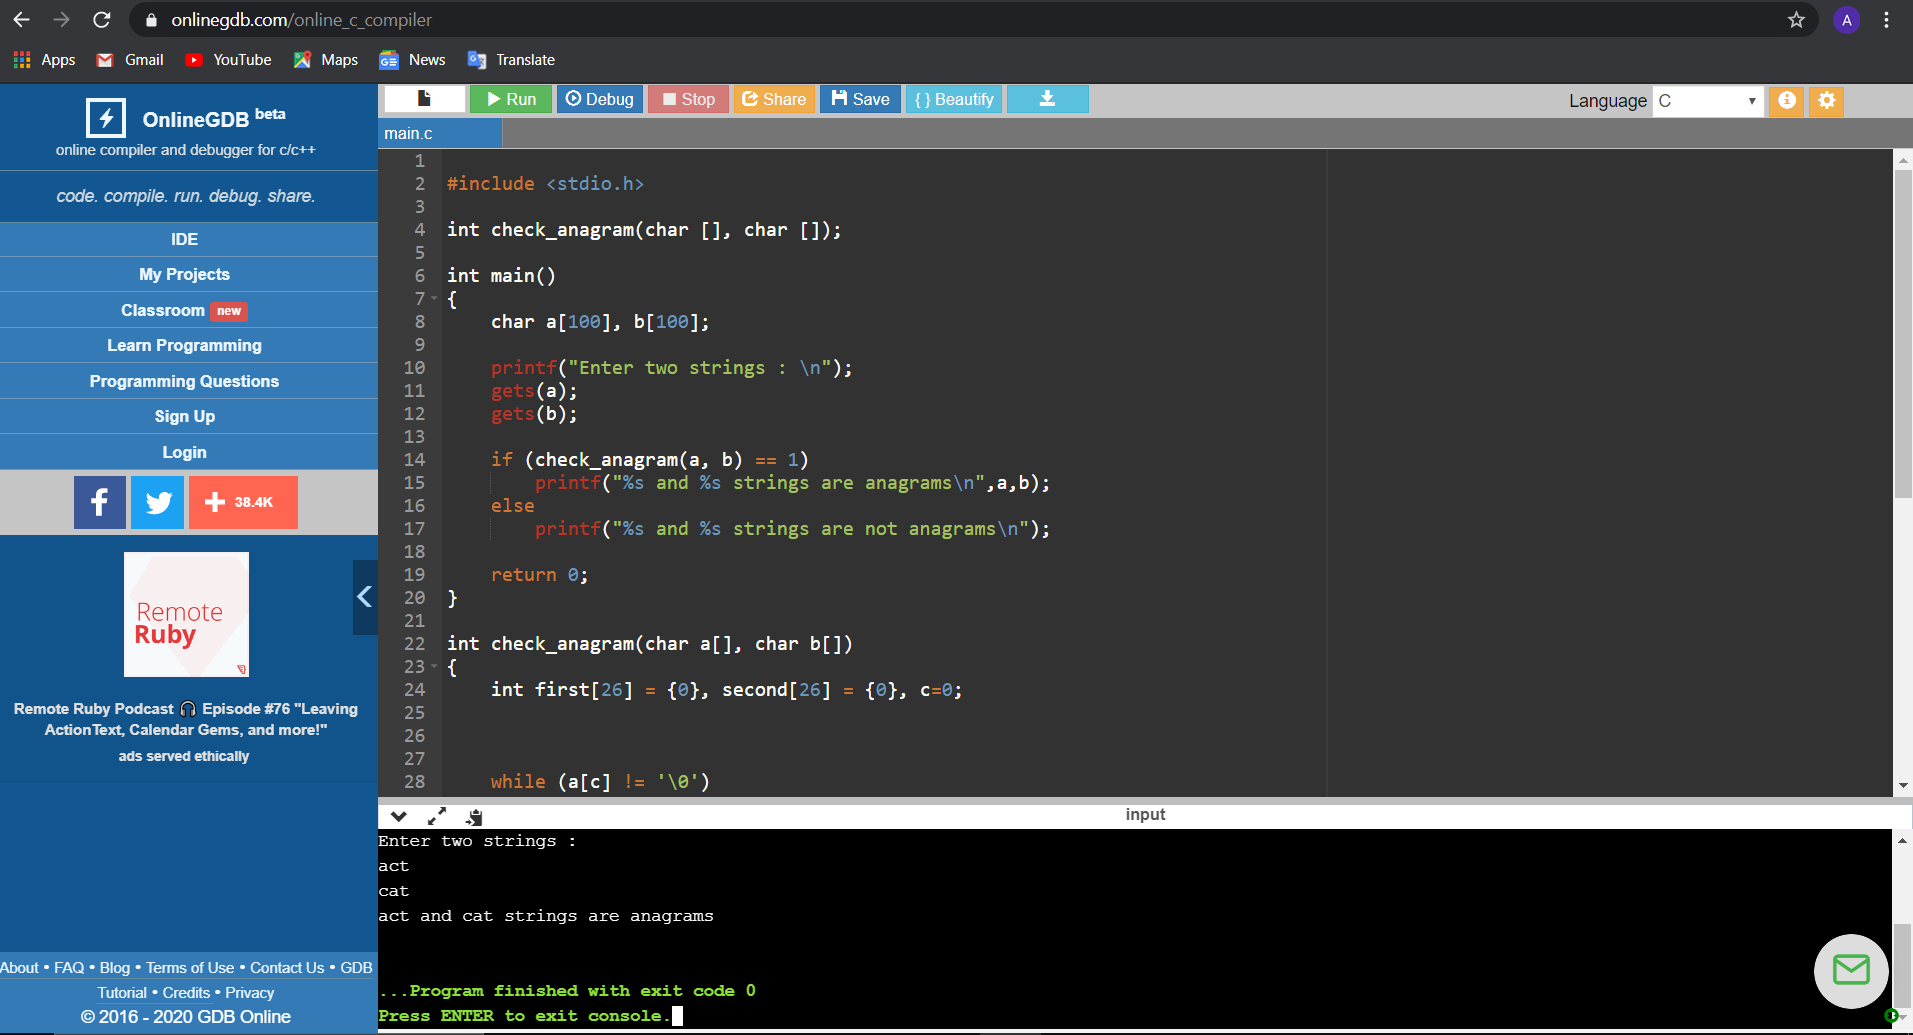 onlinegdb.com/online_c_compiler
A
Apps Gmail YouTube Maps News Translate
OnlineGDB beta
online compiler and debugger for c/c++
code. compile. run. debug. share.
IDE
My Projects
Classroom new
Learn Programming
Programming Questions
Sign Up
Login
38.4K
Remote
Ruby
Remote Ruby Podcast 🎧 Episode #76 "Leaving
ActionText, Calendar Gems, and more!"
ads served ethically
About • FAQ • Blog • Terms of Use • Contact Us • GDB
Tutorial • Credits • Privacy
© 2016 - 2020 GDB Online
Run Debug Stop Share Save { } Beautify
Language C
main.c
1
2 #include <stdio.h>
3
4 int check_anagram(char [], char []);
5
6 int main()
7 {
8     char a[100], b[100];
9
10     printf("Enter two strings : \n");
11     gets(a);
12     gets(b);
13
14     if (check_anagram(a, b) == 1)
15         printf("%s and %s strings are anagrams\n",a,b);
16     else
17         printf("%s and %s strings are not anagrams\n");
18
19     return 0;
20 }
21
22 int check_anagram(char a[], char b[])
23 {
24     int first[26] = {0}, second[26] = {0}, c=0;
25
26
27
28     while (a[c] != '\0')
input
Enter two strings :
act
cat
act and cat strings are anagrams
...Program finished with exit code 0
Press ENTER to exit console.